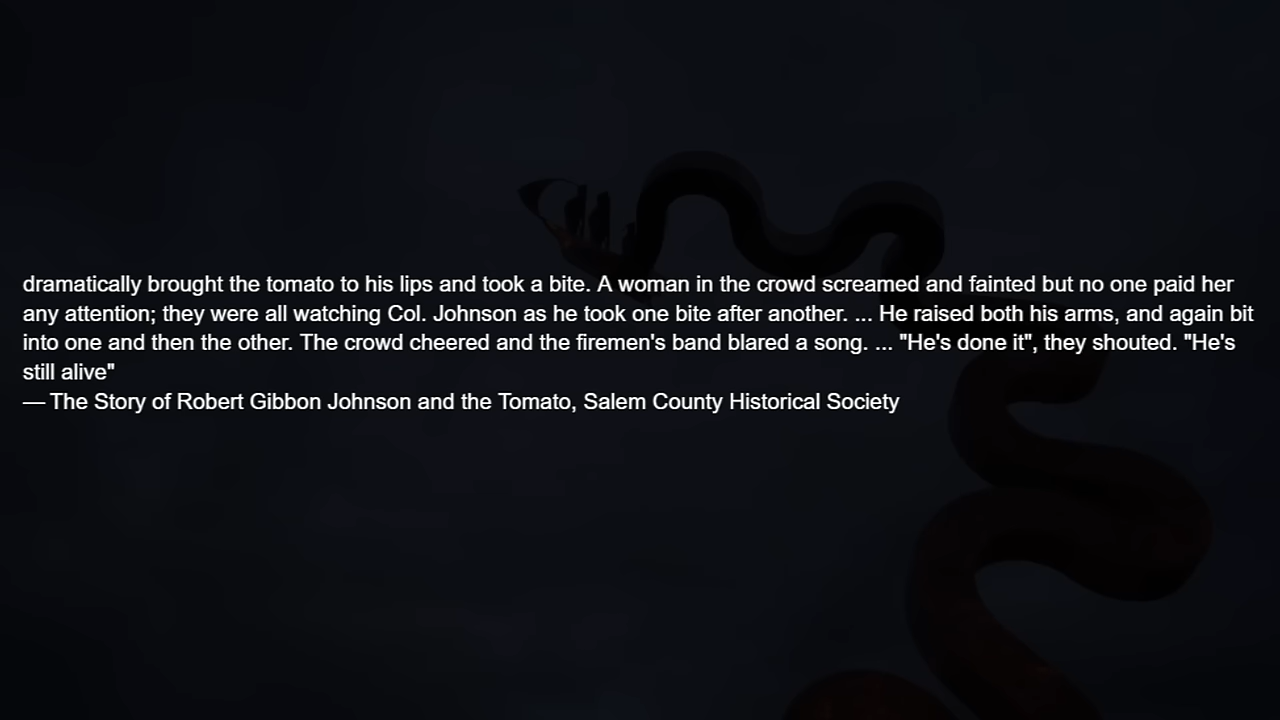 dramatically brought the tomato to his lips and took a bite. A woman in the crowd screamed and fainted but no one paid her
any attention; they were all watching Col. Johnson as he took one bite after another. ... He raised both his arms, and again bit
into one and then the other. The crowd cheered and the firemen's band blared a song. ... "He's done it", they shouted. "He's
still alive"
— The Story of Robert Gibbon Johnson and the Tomato, Salem County Historical Society